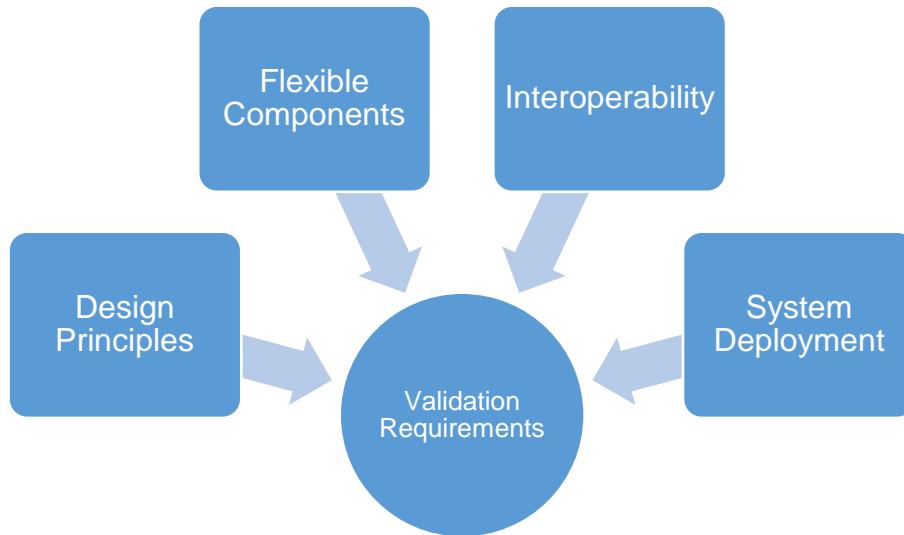 Flexible
Components
Interoperability
Design
Principles
System
Deployment
Validation
Requirements